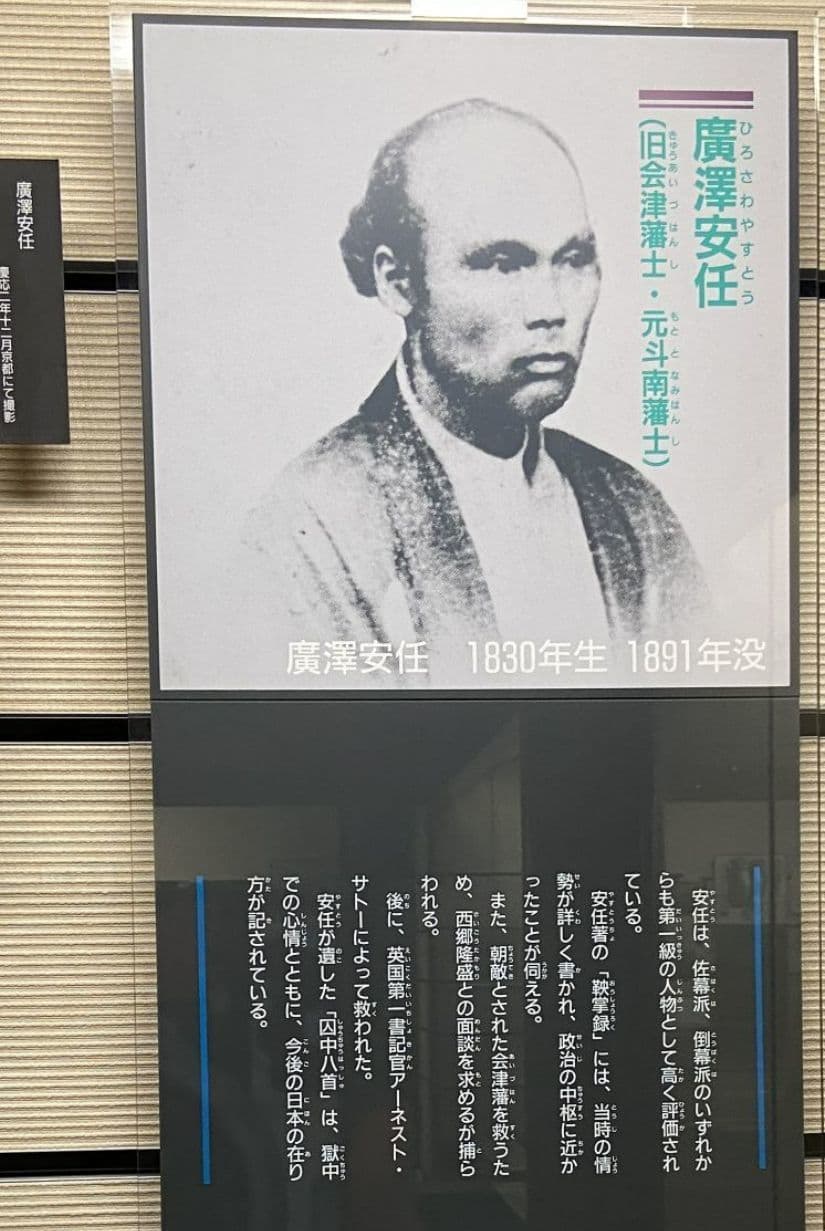 廣澤安任
(旧会津藩士・元斗南藩士)
廣澤安任 1830年生 1891年没
安任は、佐幕派、倒幕派のいずれか
らも第一級の人物として高く評価され
ている。
安任著の「鞅掌録」には、当時の情
勢が詳しく書かれ、政治の中枢に近か
ったことが伺える。
また、朝敵とされた会津藩を救うた
め、西郷隆盛との面談を求めるが捕ら
われる。
後に、英国第一書記官アーネスト・
サトーによって救われた。
安任が遺した「囚中八首」は、獄中
での心情とともに、今後の日本の在り
方が記されている。
廣澤安任
慶応二年十二月京都にて撮影